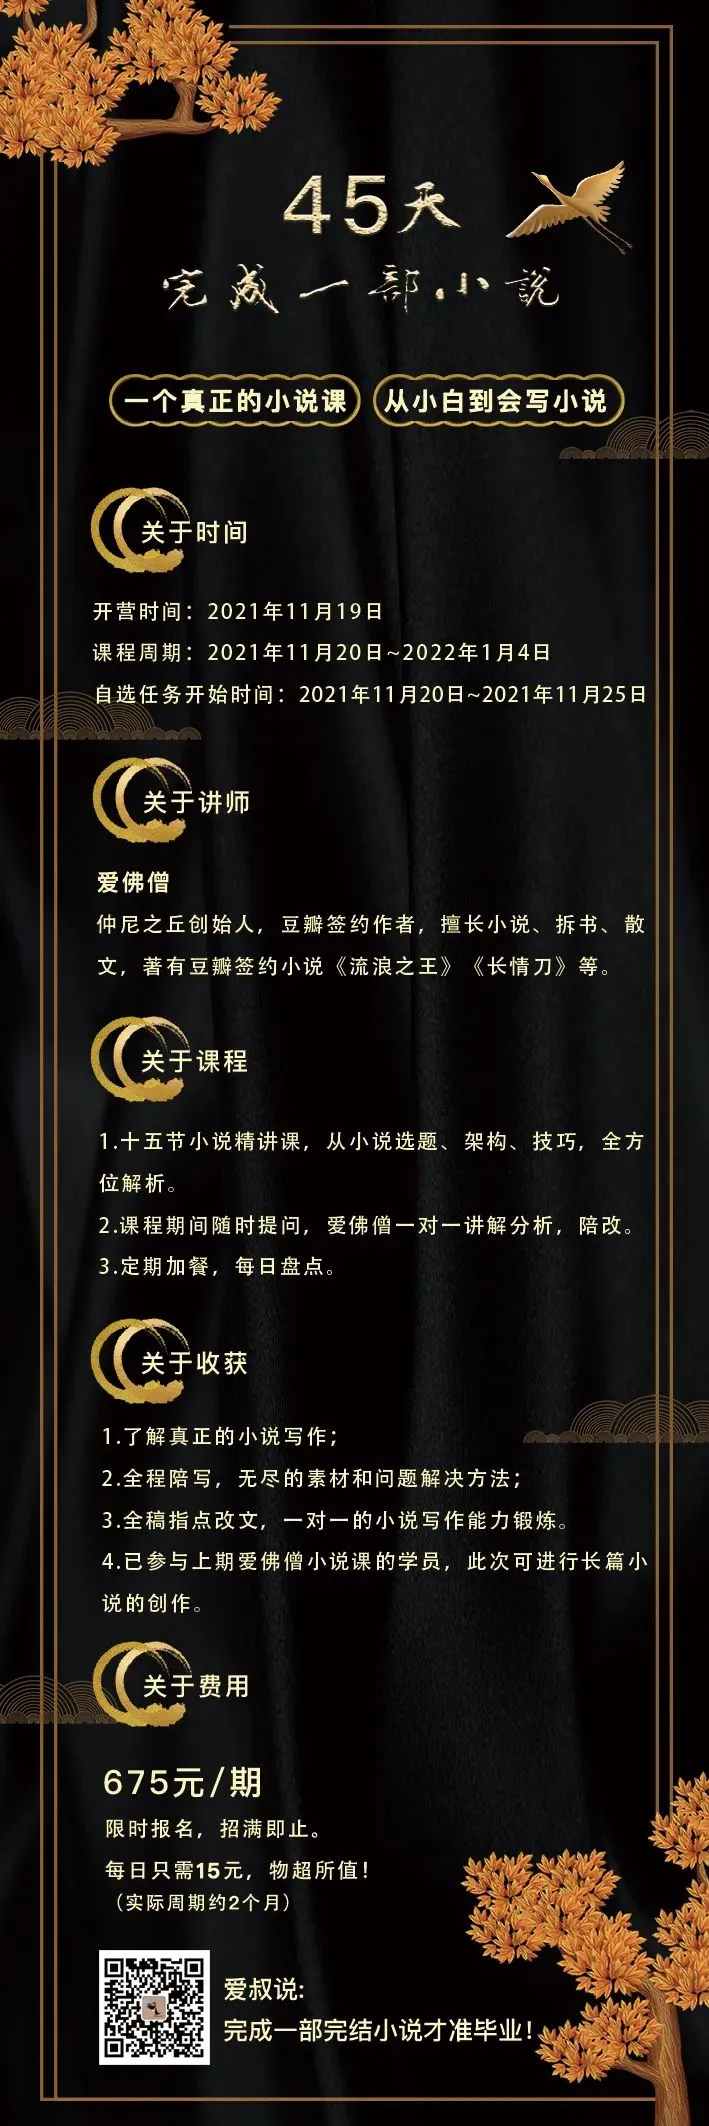 45天
完成一部小説
一个真正的小说课 从小白到会写小说
关于时间
开营时间：2021年11月19日
课程周期：2021年11月20日~2022年1月4日
自选任务开始时间：2021年11月20日~2021年11月25日
关于讲师
爱佛僧
仲尼之丘创始人，豆瓣签约作者，擅长小说、拆书、散
文，著有豆瓣签约小说《流浪之王》《长情刀》等。
关于课程
1.十五节小说精讲课，从小说选题、架构、技巧，全方
位解析。
2.课程期间随时提问，爱佛僧一对一讲解分析，陪改。
3.定期加餐，每日盘点。
关于收获
1.了解真正的小说写作；
2.全程陪写，无尽的素材和问题解决方法；
3.全稿指点改文，一对一的小说写作能力锻炼。
4.已参与上期爱佛僧小说课的学员，此次可进行长篇小
说的创作。
关于费用
675元/期
限时报名，招满即止。
每日只需15元，物超所值！
（实际周期约2个月）
爱叔说：
完成一部完结小说才准毕业！